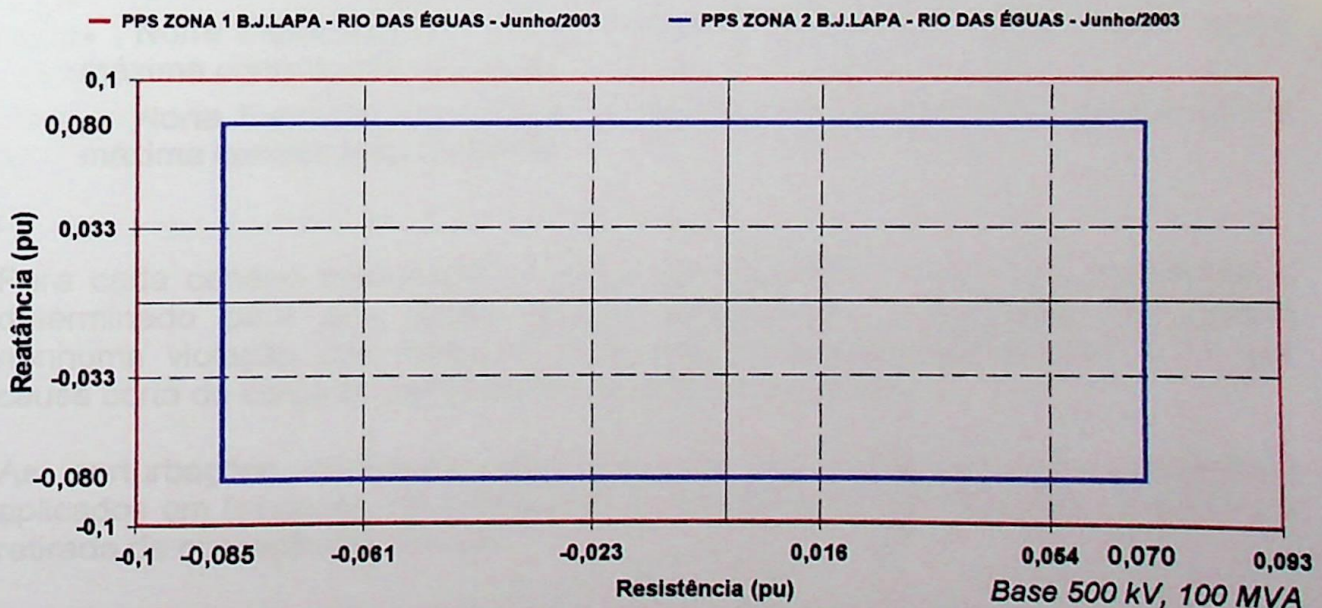 PPS ZONA 1 B.J.LAPA - RIO DAS ÉGUAS - Junho/2003
PPS ZONA 2 B.J.LAPA - RIO DAS ÉGUAS - Junho/2003
Reatância (pu)
0,1
0,080
0,033
-0,033
-0,080
-0,1
-0,1 -0,085 -0,061 -0,023 0,016 0,054 0,070 0,093
Resistência (pu)
Base 500 kV, 100 MVA